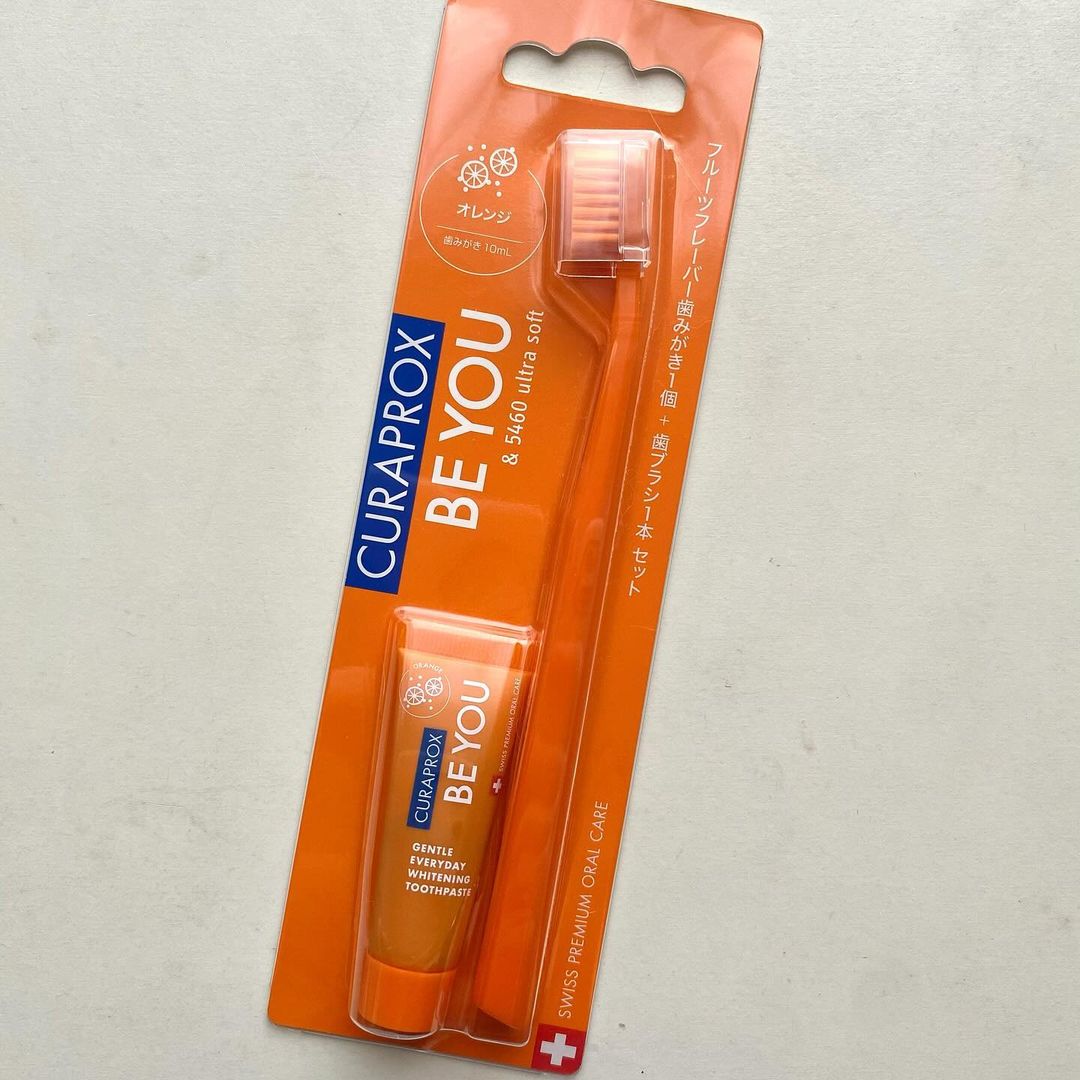 オレンジ
歯みがき 10mL
フルーツフレーバー歯みがき1個 + 歯ブラシ1本 セット
CURAPROX
BE YOU
& 5460 ultra soft
ORANGE
CURAPROX
BE YOU
SWISS PREMIUM ORAL CARE
GENTLE
EVERYDAY
WHITENING
TOOTHPASTE
SWISS PREMIUM ORAL CARE